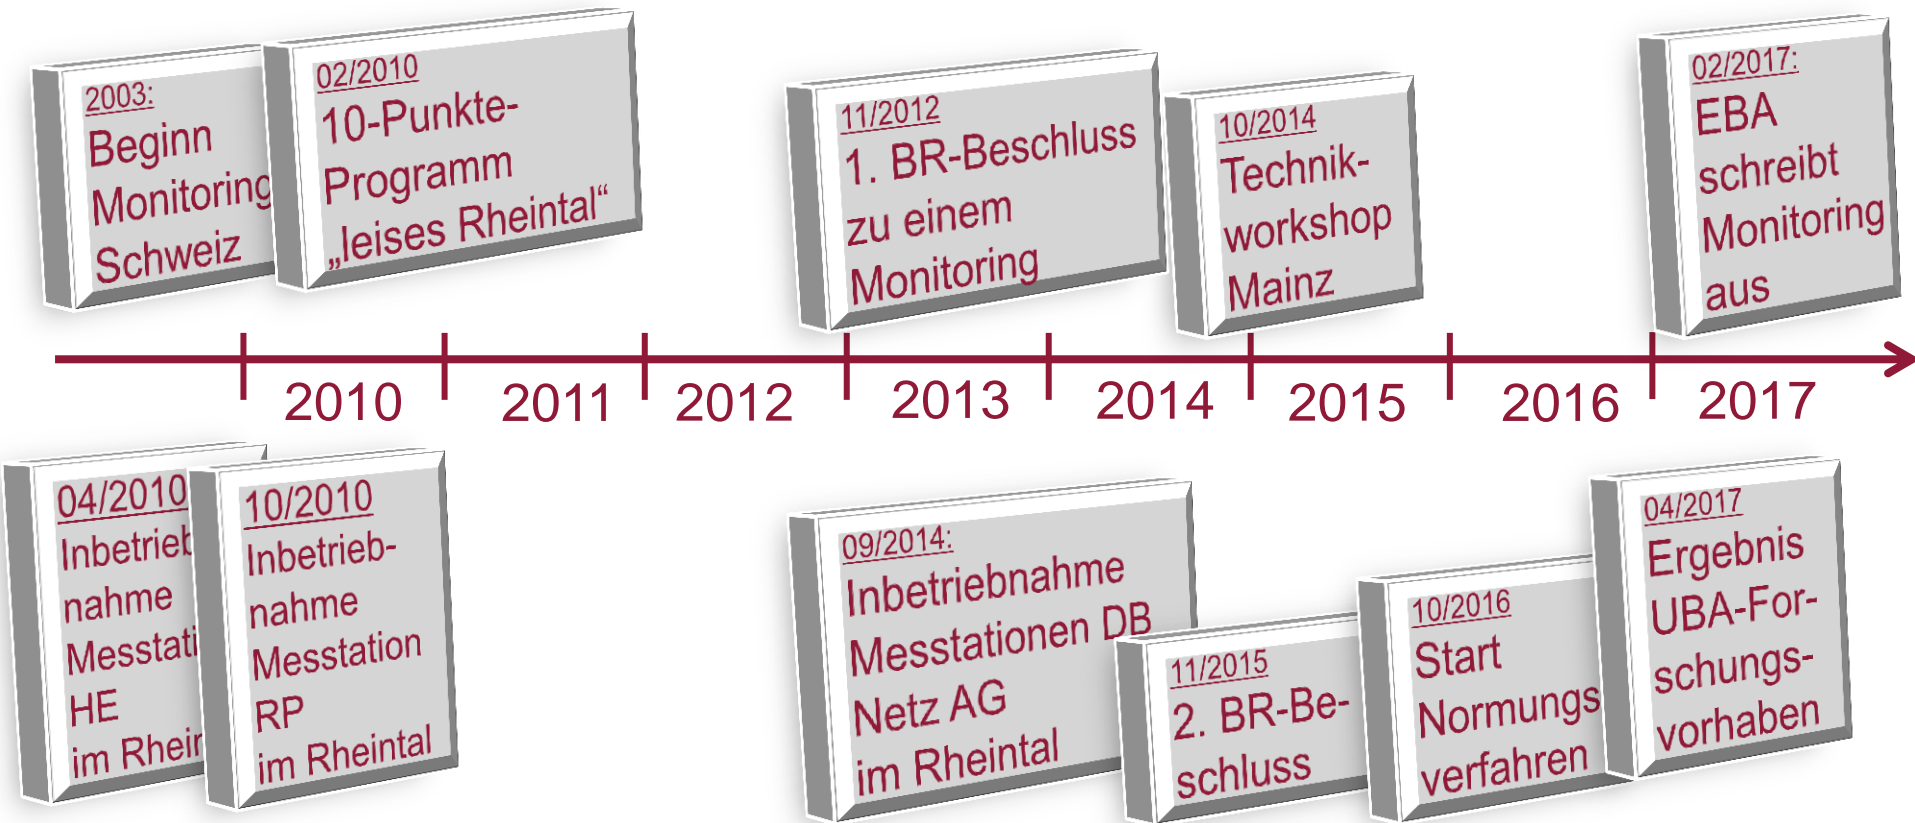 2003:
Beginn
Monitoring
Schweiz
02/2010
10-Punkte-
Programm
„leises Rheintal“
11/2012
1. BR-Beschluss
zu einem
Monitoring
10/2014
Technik-
workshop
Mainz
02/2017:
EBA
schreibt
Monitoring
aus
2010 2011 2012 2013 2014 2015 2016 2017
04/2010
Inbetrieb
nahme
Messtati
HE
im Rhein
10/2010
Inbetrieb-
nahme
Messtation
RP
im Rheintal
09/2014:
Inbetriebnahme
Messtationen DB
Netz AG
im Rheintal
11/2015
2. BR-Be-
schluss
10/2016
Start
Normungs
verfahren
04/2017
Ergebnis
UBA-For-
schungs-
vorhaben